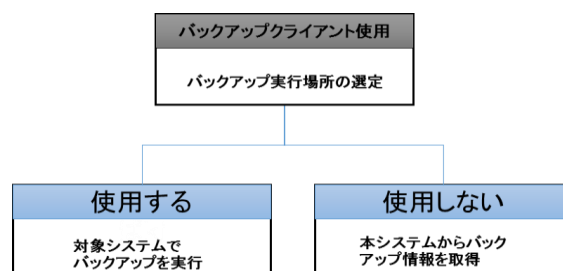 バックアップクライアント使用
バックアップ実行場所の選定
使用する
対象システムで
バックアップを実行
使用しない
本システムからバック
アップ情報を取得